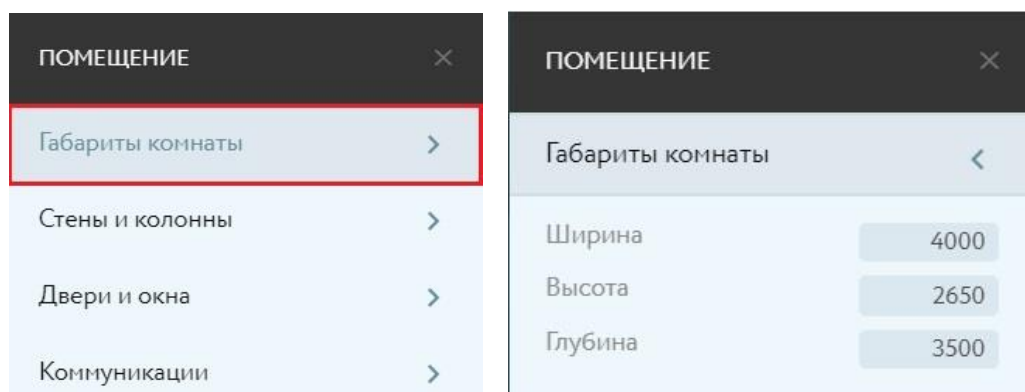 ПОМЕЩЕНИЕ
Габариты комнаты
Стены и колонны
Двери и окна
Коммуникации
ПОМЕЩЕНИЕ
Габариты комнаты
Ширина 4000
Высота 2650
Глубина 3500